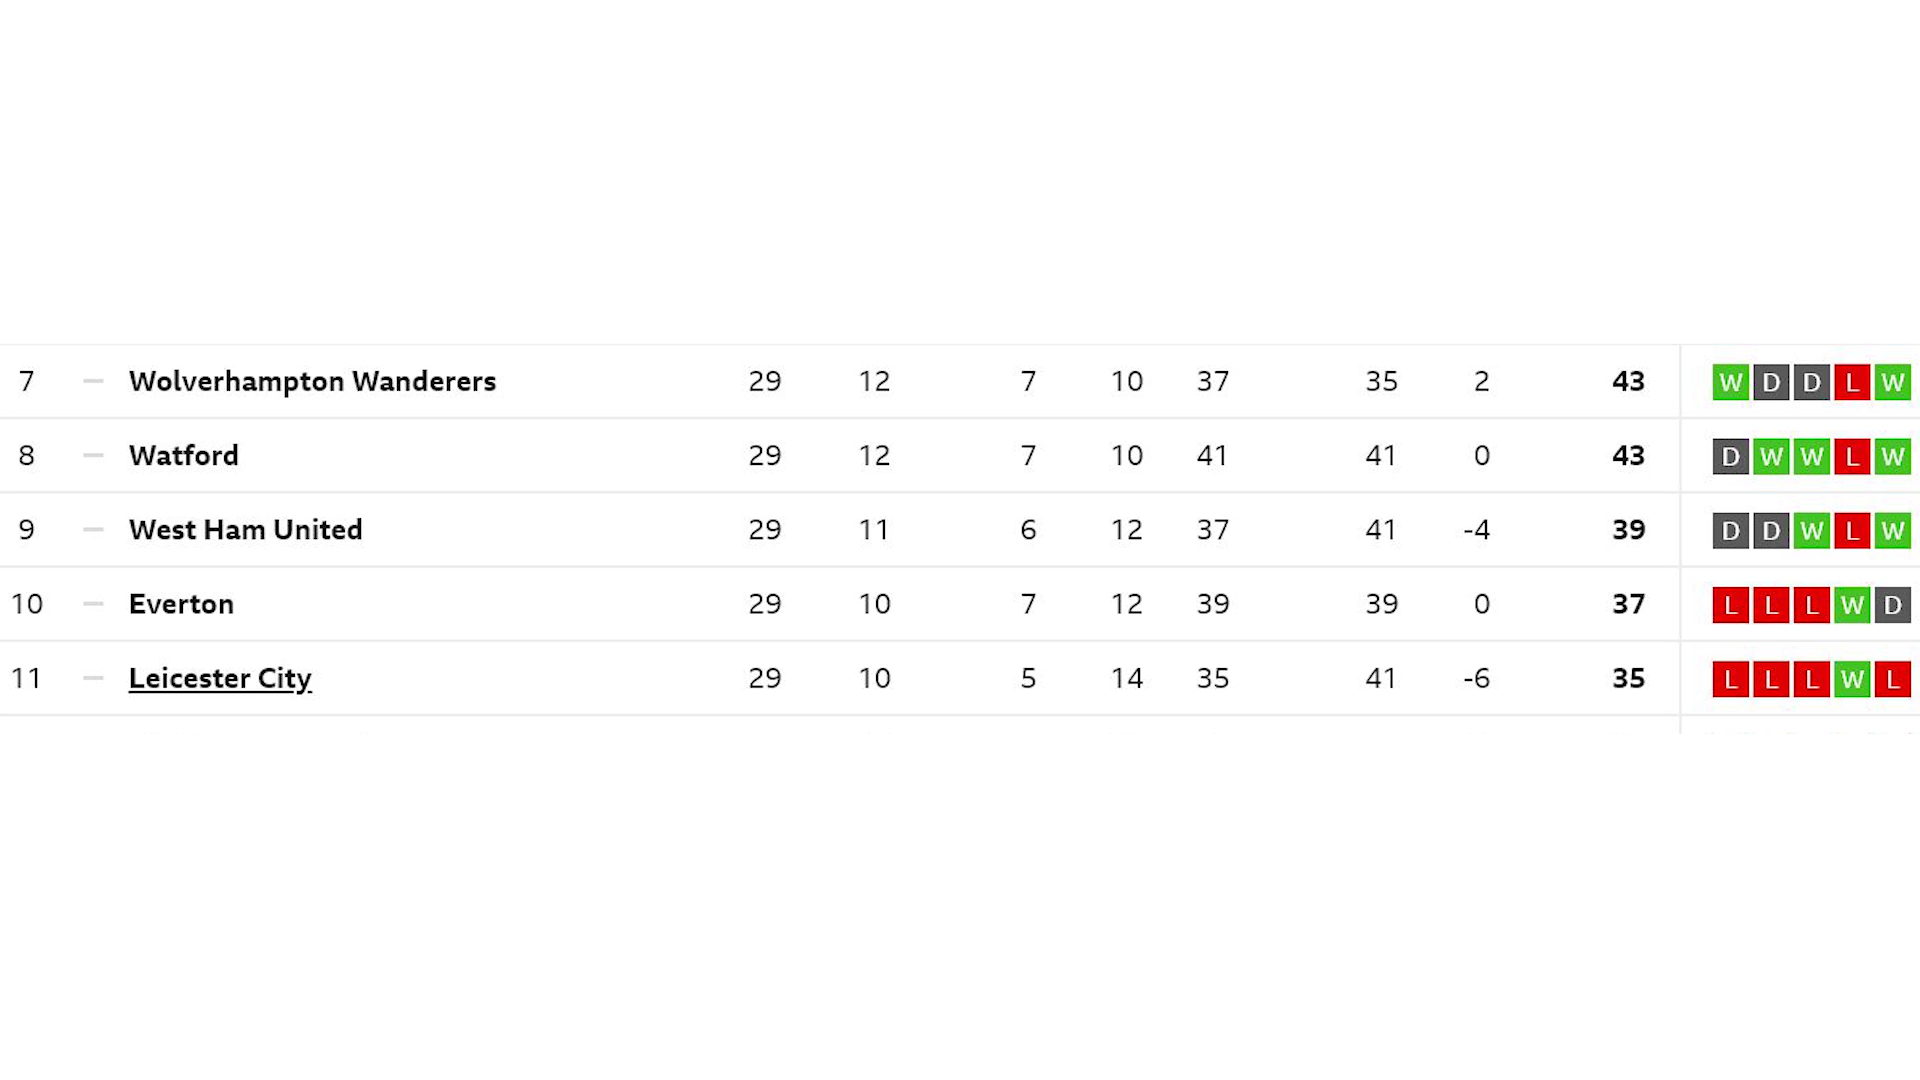 7 — Wolverhampton Wanderers 29 12 7 10 37 35 2 43 W D D L W
8 — Watford 29 12 7 10 41 41 0 43 D W W L W
9 — West Ham United 29 11 6 12 37 41 -4 39 D D W L W
10 — Everton 29 10 7 12 39 39 0 37 L L L W D
11 — Leicester City 29 10 5 14 35 41 -6 35 L L L W L